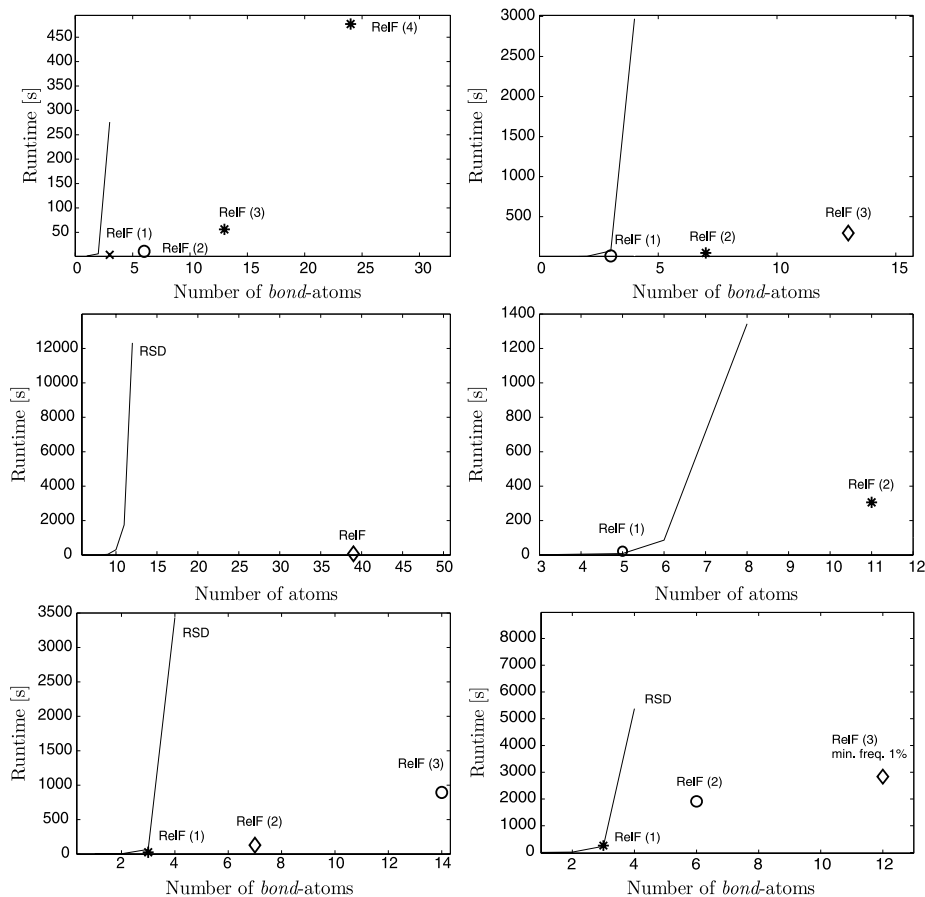 450
400
350
300
250
200
150
100
50
0 5 10 15 20 25 30
Runtime [s]
Number of bond-atoms
RelF (4)
RelF (3)
RelF (1)
RelF (2)
3000
2500
2000
1500
1000
500
0 5 10 15
Runtime [s]
Number of bond-atoms
RelF (3)
RelF (1)
RelF (2)
12000
10000
8000
6000
4000
2000
0
10 15 20 25 30 35 40 45 50
Runtime [s]
Number of atoms
RSD
RelF
1400
1200
1000
800
600
400
200
0
3 4 5 6 7 8 9 10 11 12
Runtime [s]
Number of atoms
RelF (2)
RelF (1)
3500
3000
2500
2000
1500
1000
500
0
2 4 6 8 10 12 14
Runtime [s]
Number of bond-atoms
RSD
RelF (3)
RelF (1)
RelF (2)
8000
7000
6000
5000
4000
3000
2000
1000
0
2 4 6 8 10 12
Runtime [s]
Number of bond-atoms
RSD
RelF (3)
min. freq. 1%
RelF (2)
RelF (1)